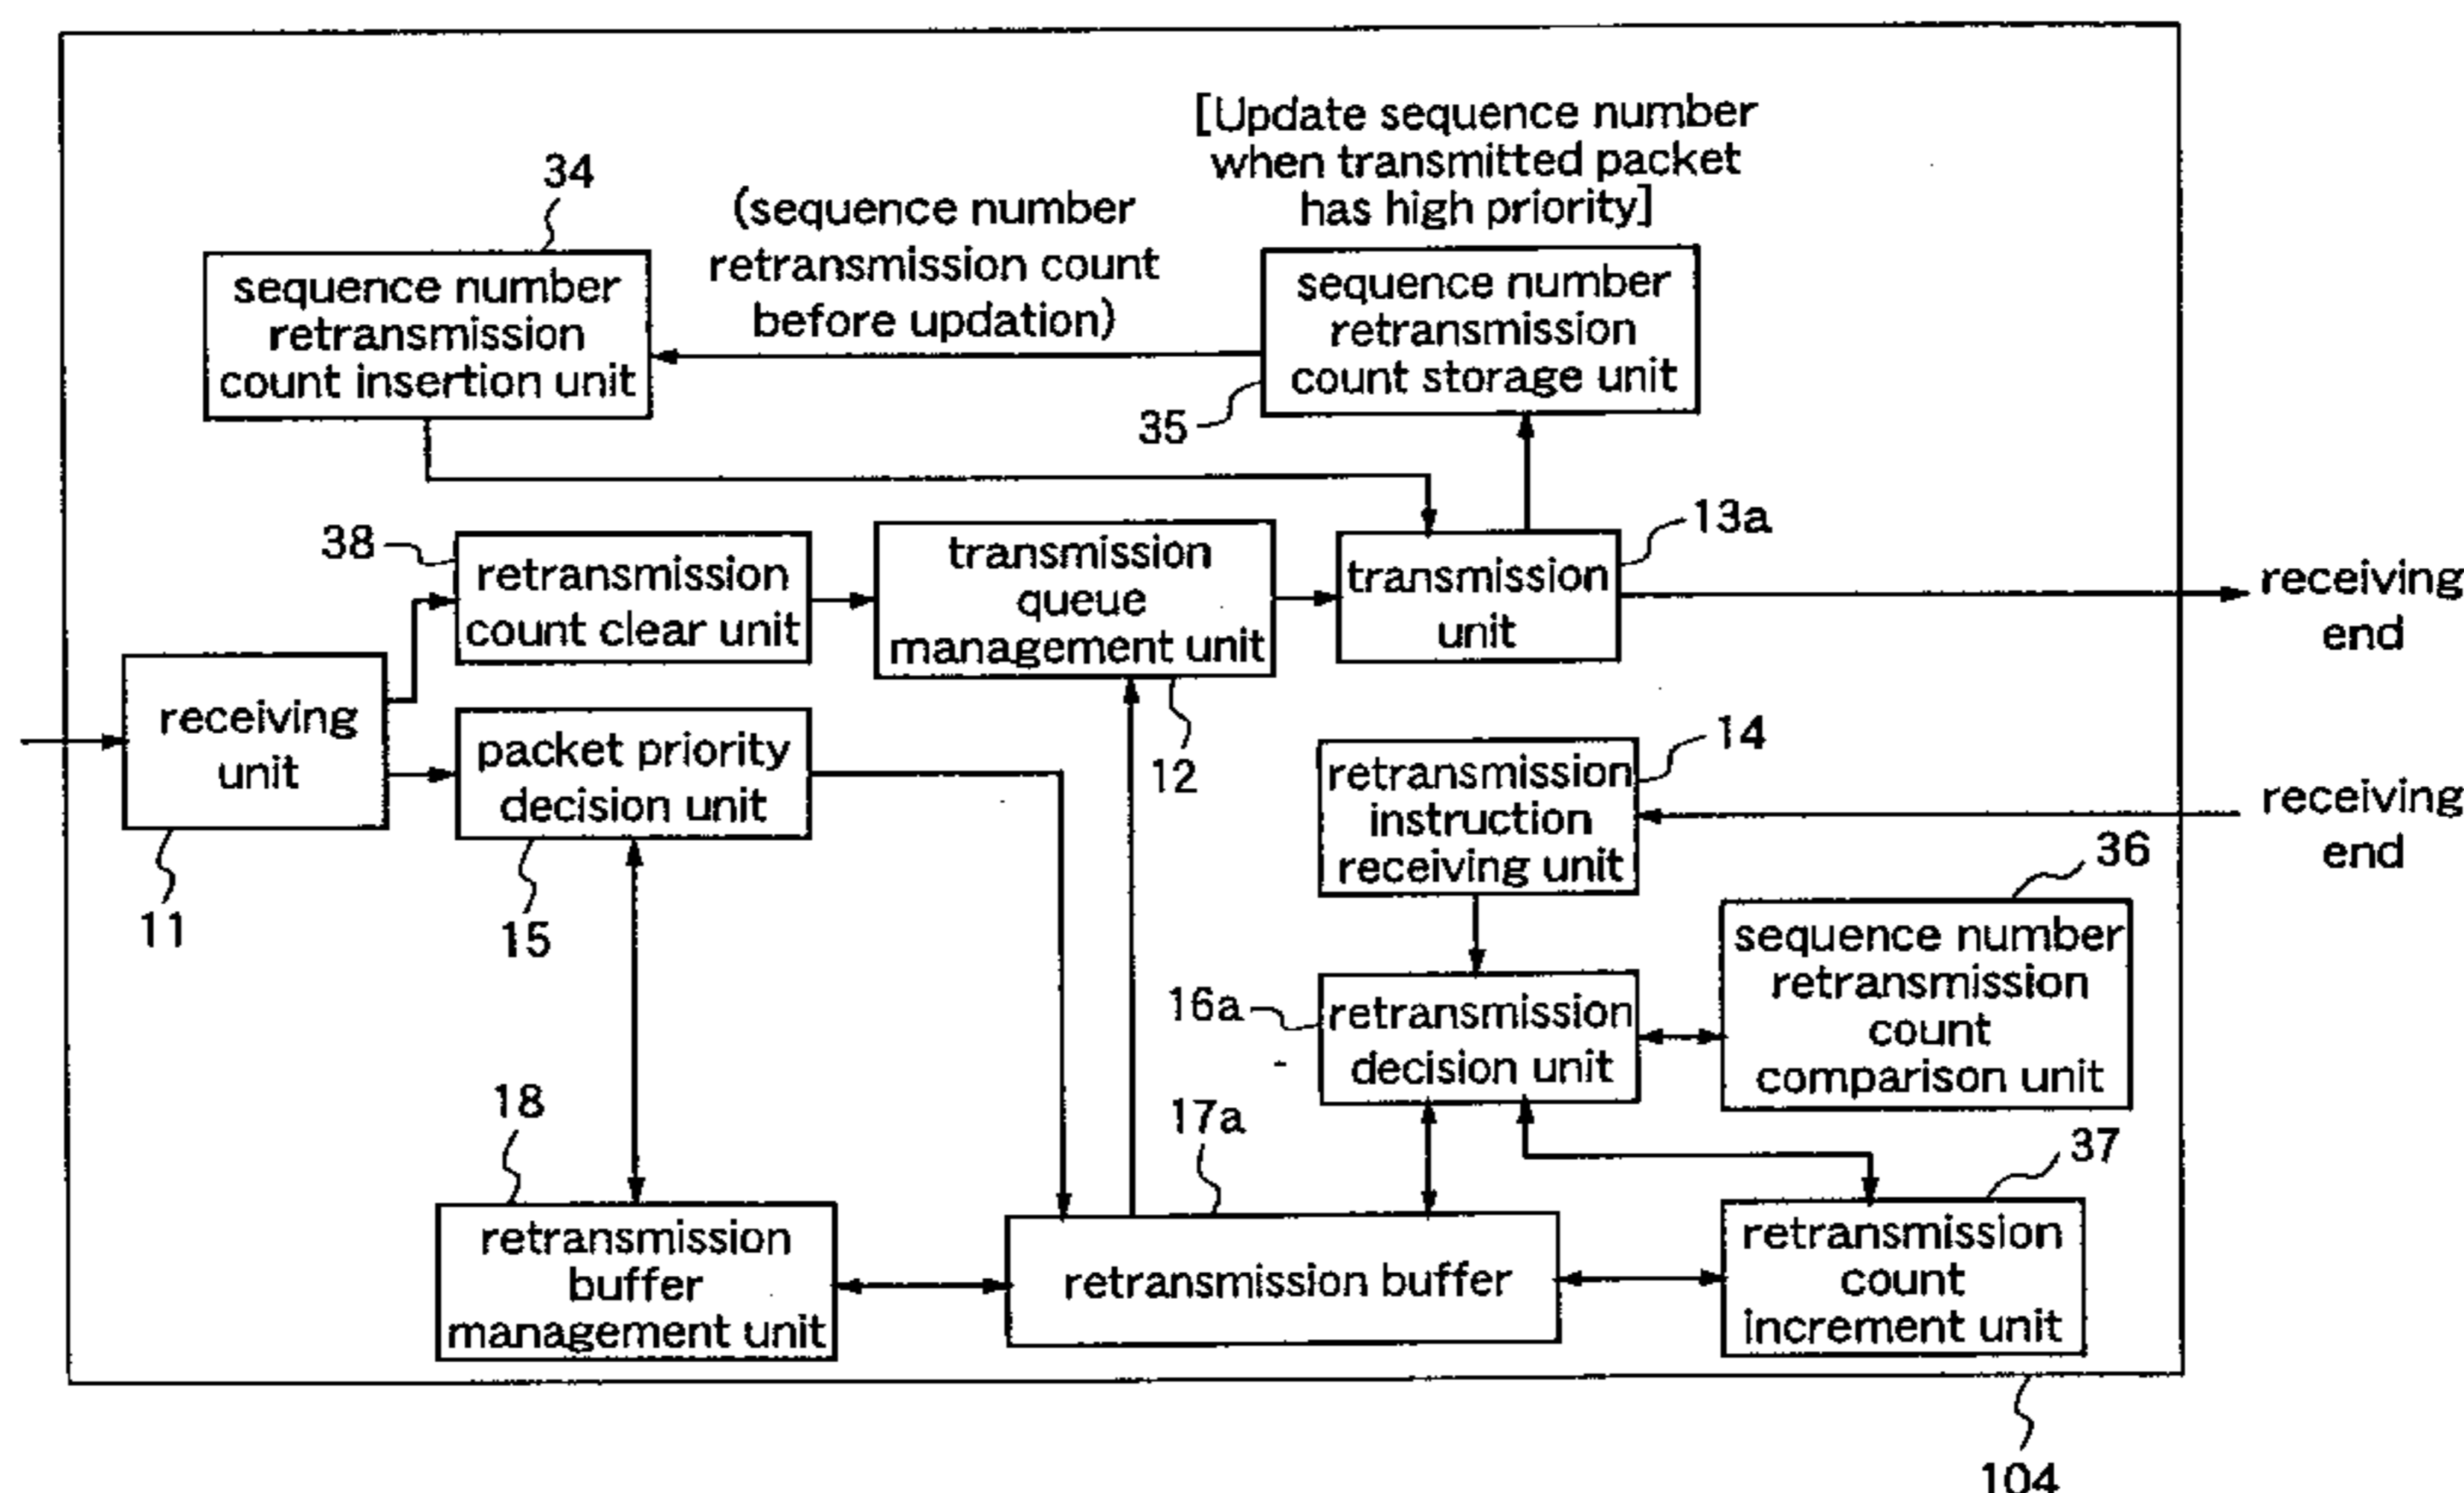 [Update sequence number
when transmitted packet
has high priority]
34
(sequence number
retransmission count
before updation)
sequence number
retransmission
count insertion unit
sequence number
retransmission
count storage unit
35
38
retransmission
count clear unit
transmission
queue
management unit
12
transmission
unit
13a
receiving
end
receiving
unit
11
packet priority
decision unit
15
retransmission
instruction
receiving unit
14
receiving
end
36
sequence number
retransmission
count
comparison unit
16a
retransmission
decision unit
18
retransmission
buffer
management unit
17a
retransmission buffer
37
retransmission
count
increment unit
104